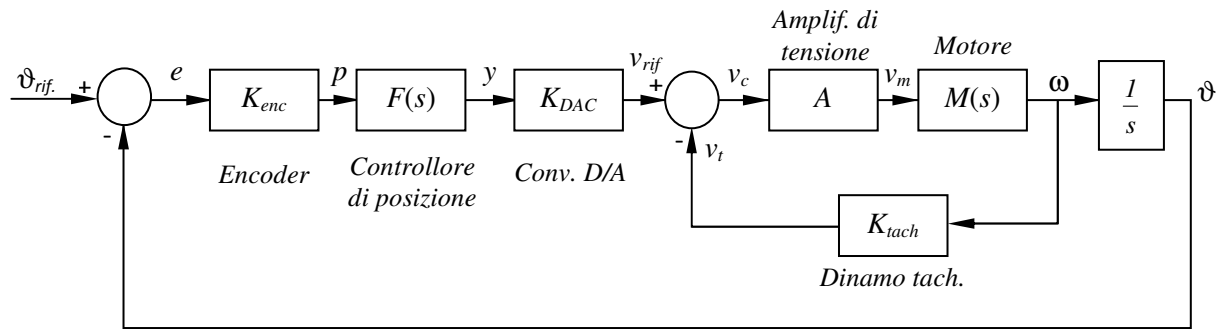 Amplif. di
tensione
Motore
ϑrif.
+
-
e
Kenc
p
F(s)
y
KDAC
vrif
+
-
vc
A
vm
M(s)
ω
1
s
ϑ
vt
Encoder
Controllore
di posizione
Conv. D/A
Ktach
Dinamo tach.